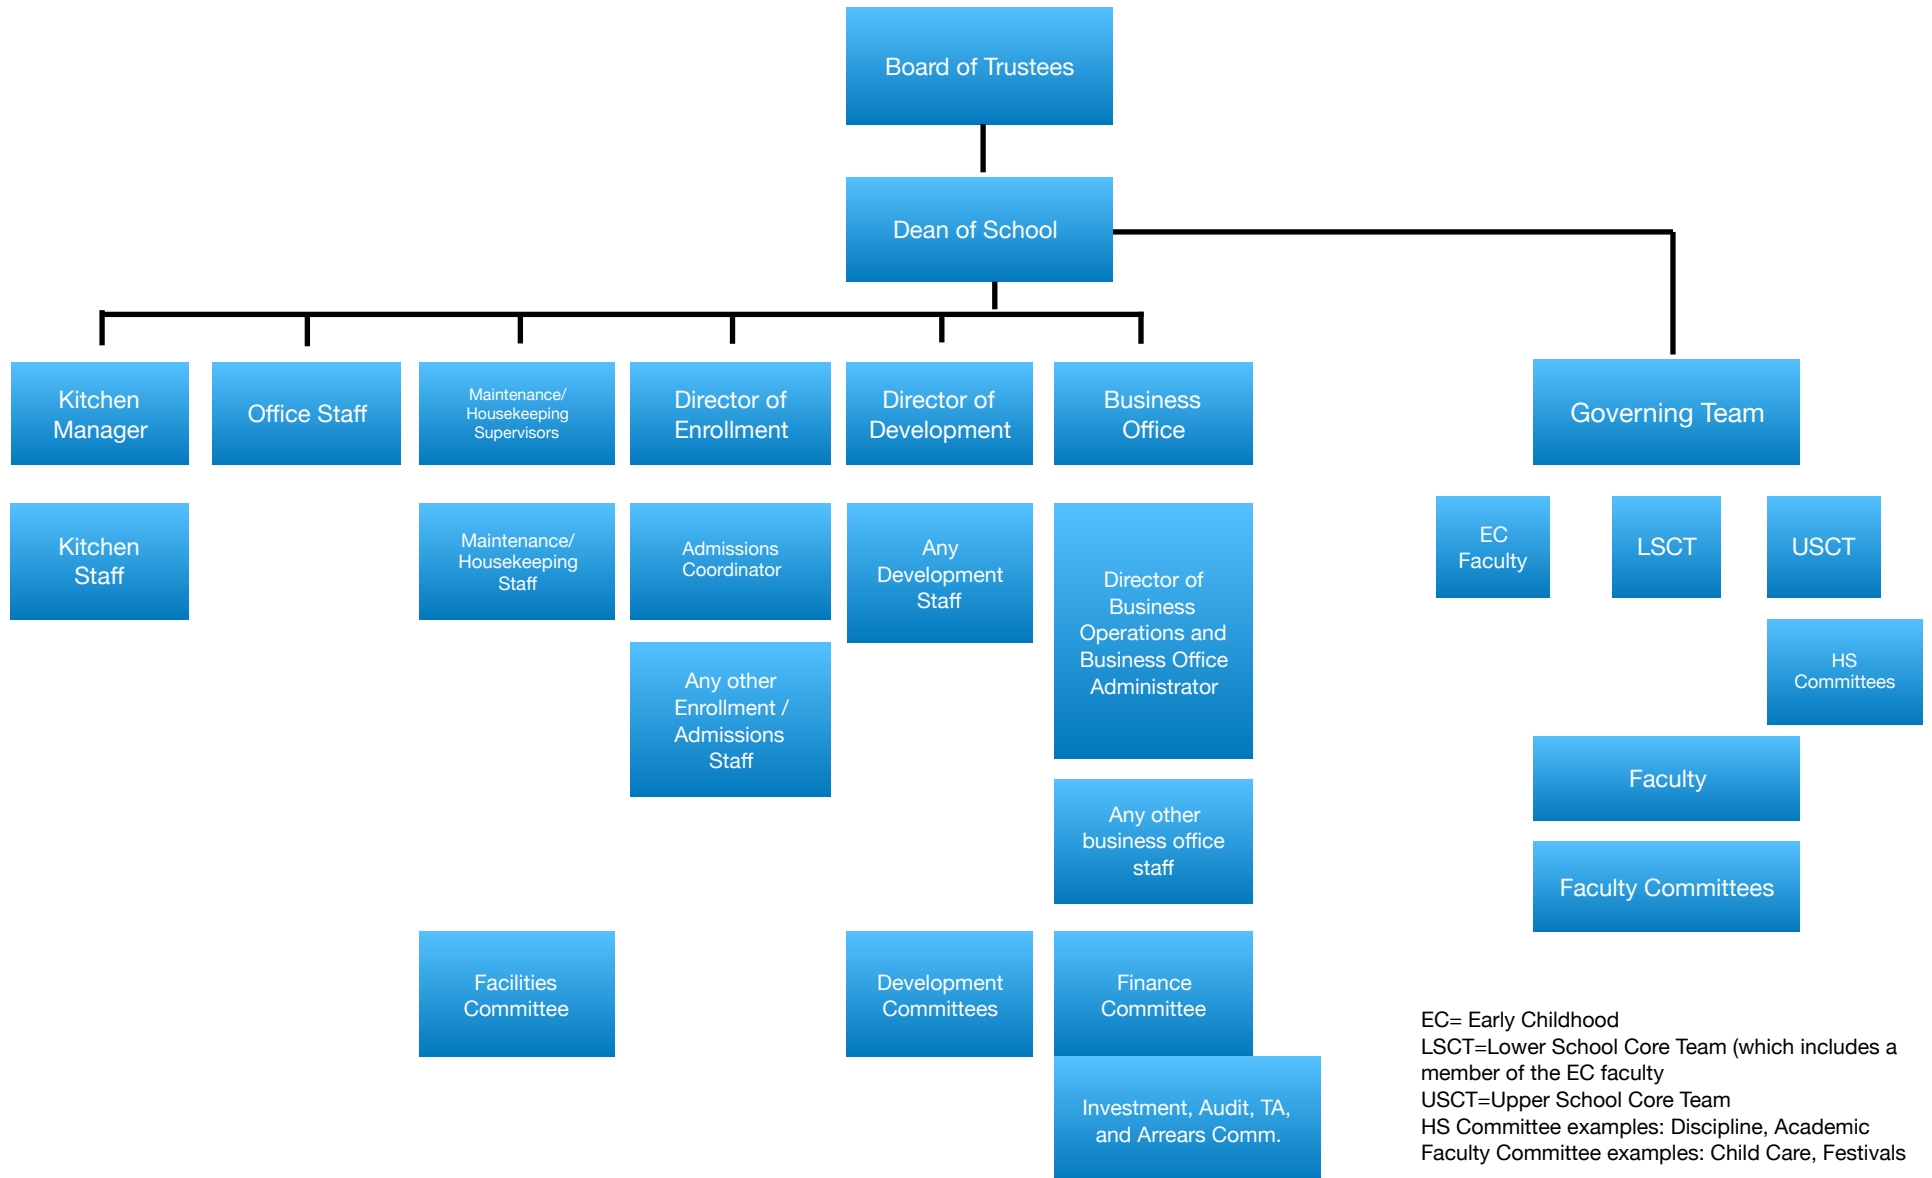 Board of Trustees
Dean of School
Kitchen
Manager
Office Staff
Maintenance/
Housekeeping
Supervisors
Director of
Enrollment
Director of
Development
Business
Office
Governing Team
Kitchen
Staff
Maintenance/
Housekeeping
Staff
Admissions
Coordinator
Any
Development
Staff
Director of
Business
Operations and
Business Office
Administrator
EC
Faculty
LSCT
USCT
Any other
Enrollment /
Admissions
Staff
HS
Committees
Faculty
Any other
business office
staff
Faculty Committees
Facilities
Committee
Development
Committees
Finance
Committee
Investment, Audit, TA,
and Arrears Comm.
EC= Early Childhood
LSCT=Lower School Core Team (which includes a
member of the EC faculty
USCT=Upper School Core Team
HS Committee examples: Discipline, Academic
Faculty Committee examples: Child Care, Festivals